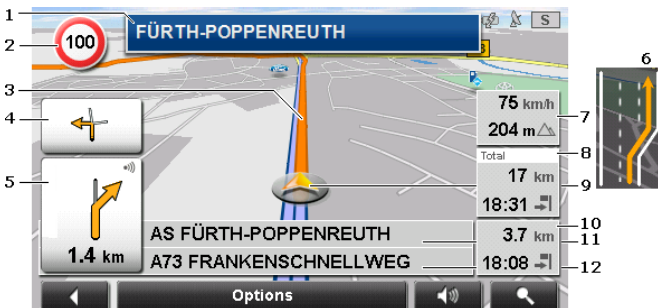 1
FÜRTH-POPPENREUTH
S
2
100
3
6
4
75 km/h
7
204 m
Total
8
5
17 km
9
18:31
AS FÜRTH-POPPENREUTH
3.7 km
10
11
1.4 km
A73 FRANKENSCHNELLWEG
18:08
12
Options